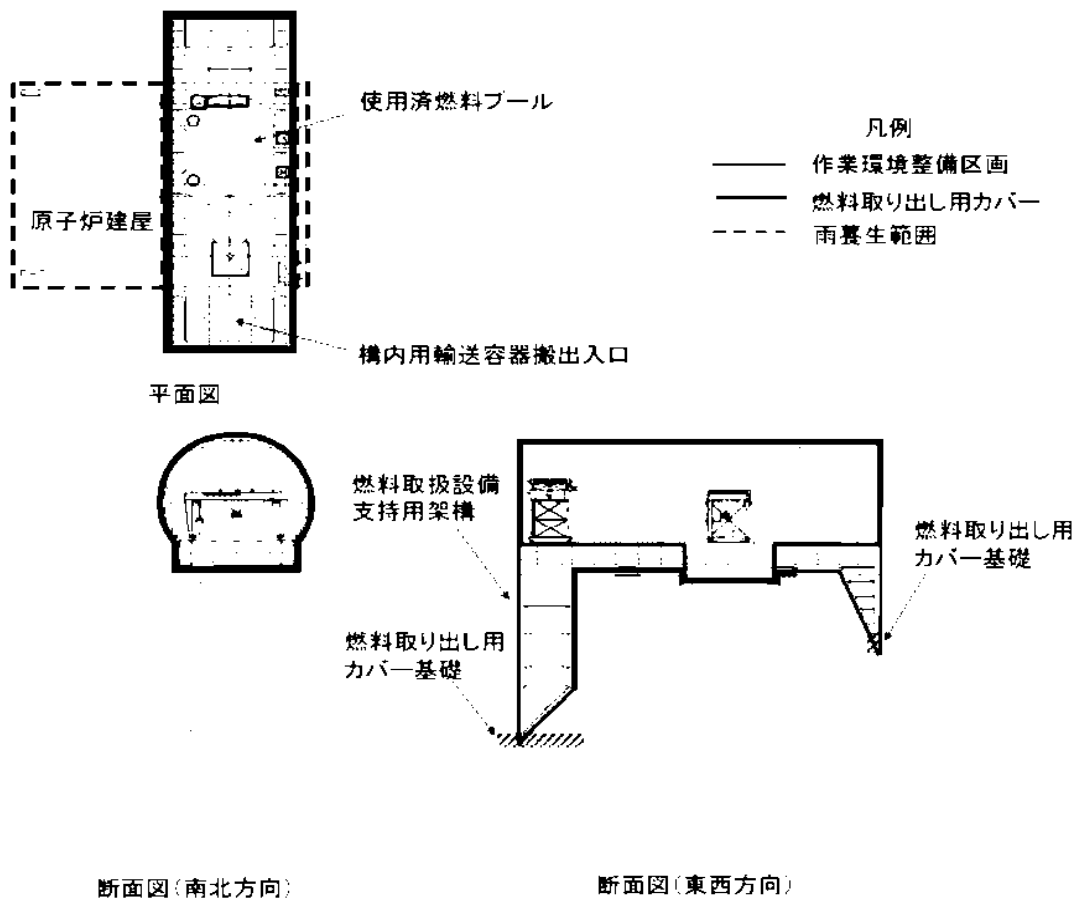 使用済燃料プール
原子炉建屋
構内用輸送容器搬出入口
平面図
凡例
作業環境整備区画
燃料取り出し用カバー
雨養生範囲
燃料取扱設備
支持用架構
燃料取り出し用
カバー基礎
燃料取り出し用
カバー基礎
断面図(南北方向)
断面図(東西方向)